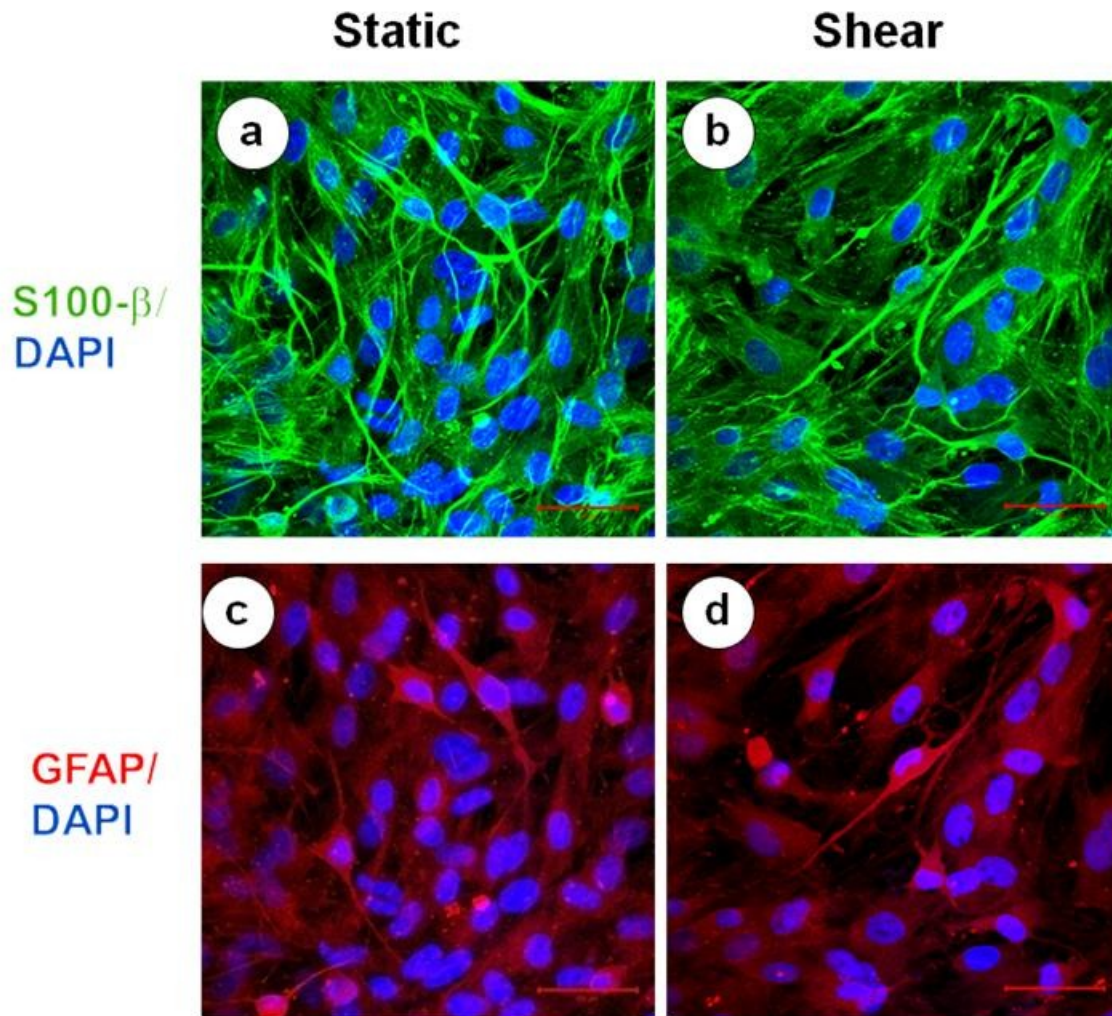 Static Shear
a b
S100-β/
DAPI
c d
GFAP/
DAPI